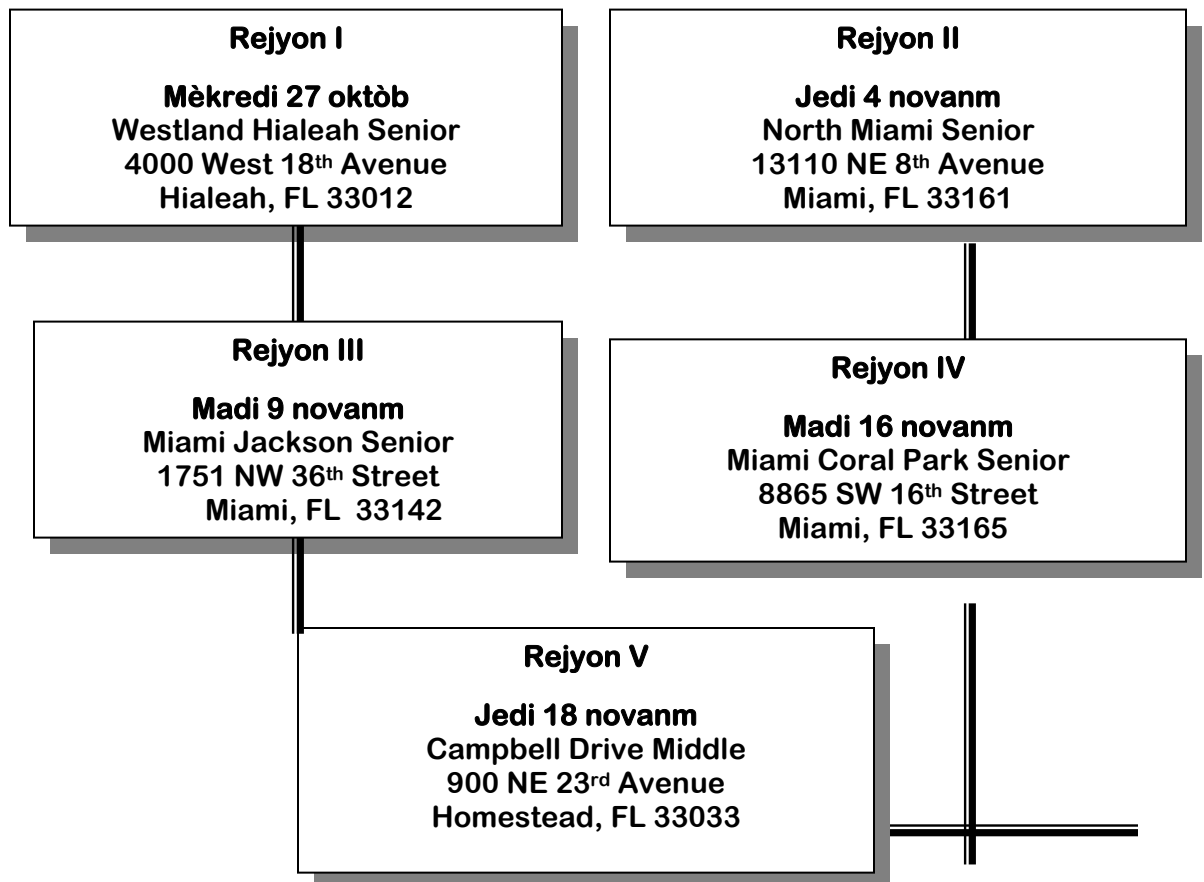 Rejyon I
Mèkredi 27 oktòb
Westland Hialeah Senior
4000 West 18th Avenue
Hialeah, FL 33012
Rejyon II
Jedi 4 novanm
North Miami Senior
13110 NE 8th Avenue
Miami, FL 33161
Rejyon III
Madi 9 novanm
Miami Jackson Senior
1751 NW 36th Street
Miami, FL  33142
Rejyon IV
Madi 16 novanm
Miami Coral Park Senior
8865 SW 16th Street
Miami, FL 33165
Rejyon V
Jedi 18 novanm
Campbell Drive Middle
900 NE 23rd Avenue
Homestead, FL 33033